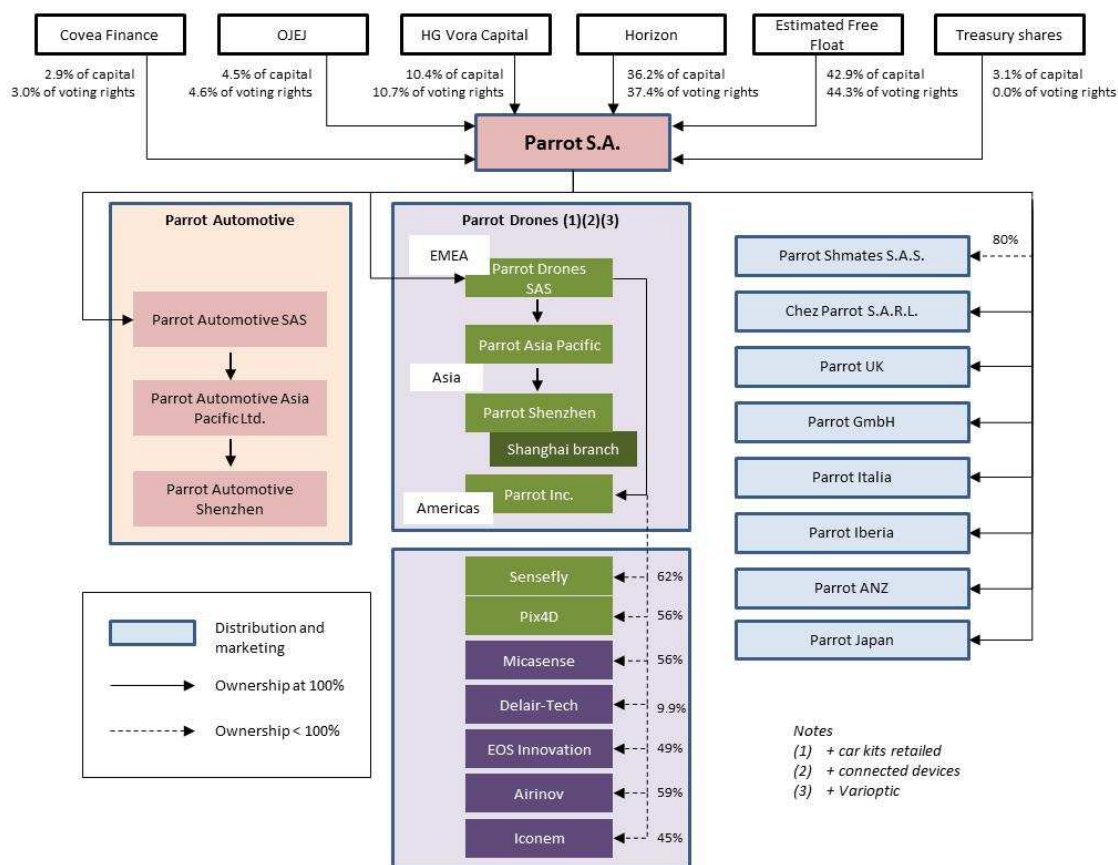 Covea Finance
OJEJ
HG Vora Capital
Horizon
Estimated Free
Float
Treasury shares
2.9% of capital
3.0% of voting rights
4.5% of capital
4.6% of voting rights
10.4% of capital
10.7% of voting rights
36.2% of capital
37.4% of voting rights
42.9% of capital
44.3% of voting rights
3.1% of capital
0.0% of voting rights
Parrot S.A.
Parrot Automotive
Parrot Automotive SAS
Parrot Automotive Asia
Pacific Ltd.
Parrot Automotive
Shenzhen
Parrot Drones (1)(2)(3)
EMEA
Parrot Drones
SAS
Parrot Asia Pacific
Asia
Parrot Shenzhen
Shanghai branch
Parrot Inc.
Americas
Sensefly
62%
Pix4D
56%
Micasense
56%
Delair-Tech
9.9%
EOS Innovation
49%
Airinov
59%
Iconem
45%
80%
Parrot Shmates S.A.S.
Chez Parrot S.A.R.L.
Parrot UK
Parrot GmbH
Parrot Italia
Parrot Iberia
Parrot ANZ
Parrot Japan
Distribution and
marketing
Ownership at 100%
Ownership < 100%
Notes
(1) + car kits retailed
(2) + connected devices
(3) + Varioptic